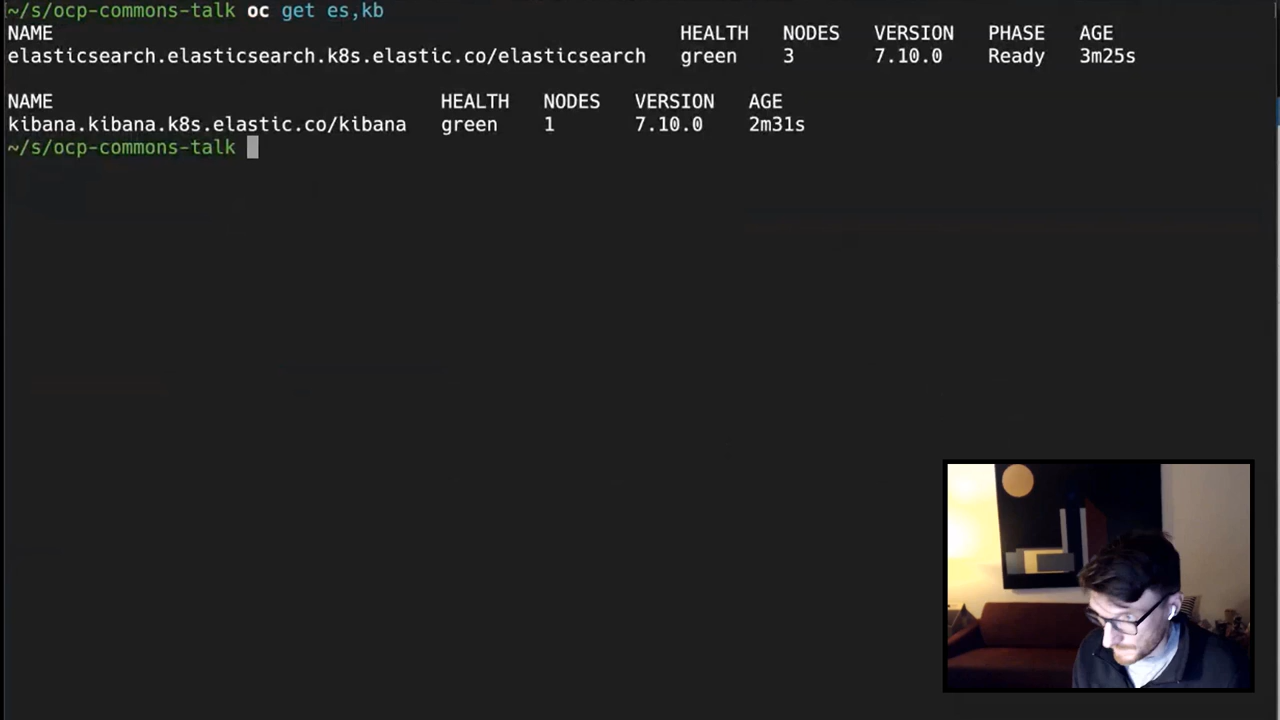 ~/s/ocp-commons-talk oc get es,kb
NAME HEALTH NODES VERSION PHASE AGE
elasticsearch.elasticsearch.k8s.elastic.co/elasticsearch green 3 7.10.0 Ready 3m25s
NAME HEALTH NODES VERSION AGE
kibana.kibana.k8s.elastic.co/kibana green 1 7.10.0 2m31s
~/s/ocp-commons-talk